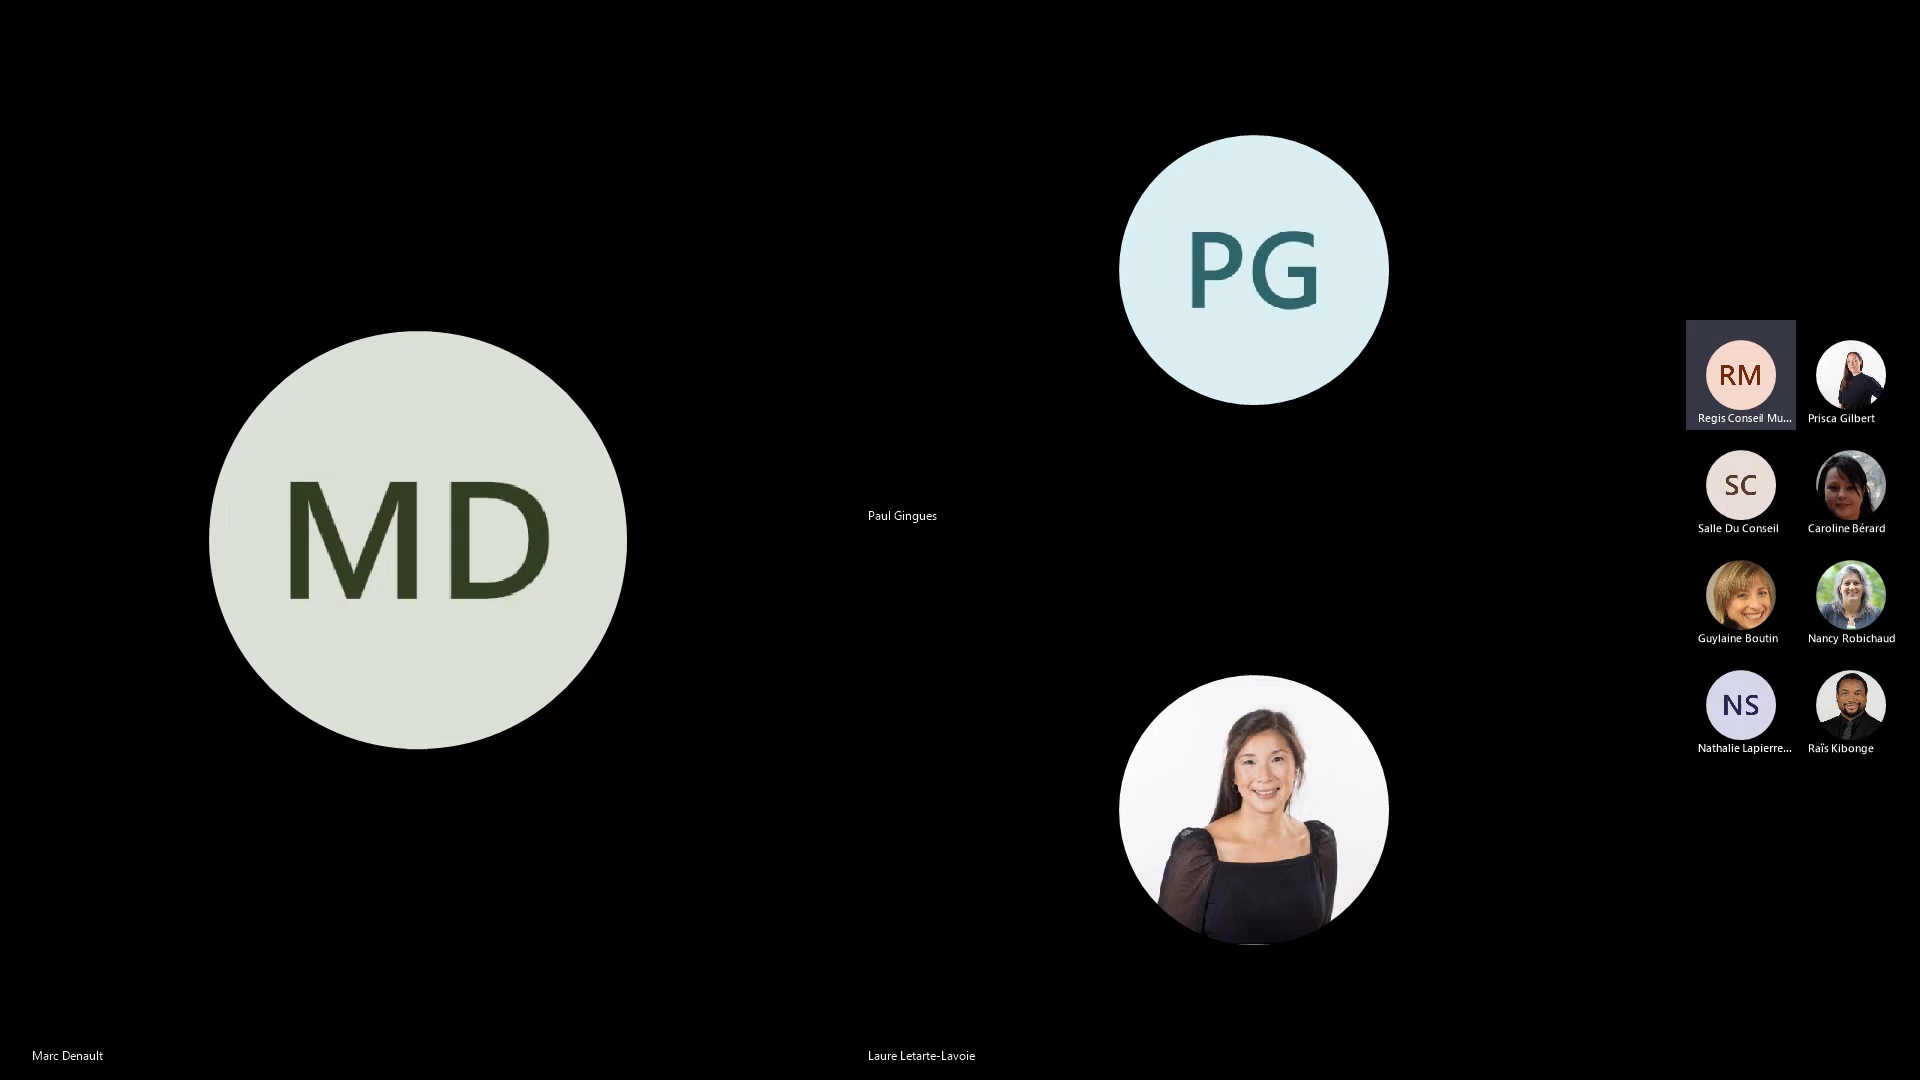 MD
Marc Denault
PG
Paul Gingues
Laure Letarte-Lavoie
RM
Regis Conseil Mu...
Prisca Gilbert
SC
Salle Du Conseil
Caroline Bérard
Guylaine Boutin
Nancy Robichaud
NS
Nathalie Lapierre...
Raïs Kibonge